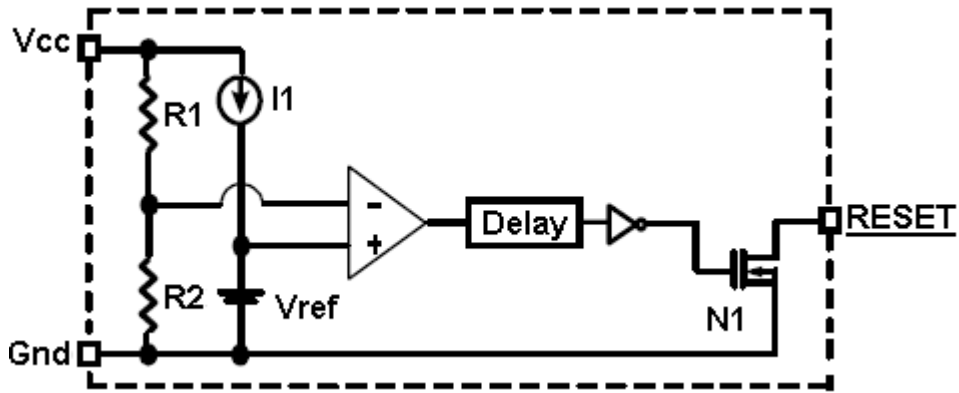 Vcc
R1
I1
-
+
Delay
RESET
R2
Vref
N1
Gnd